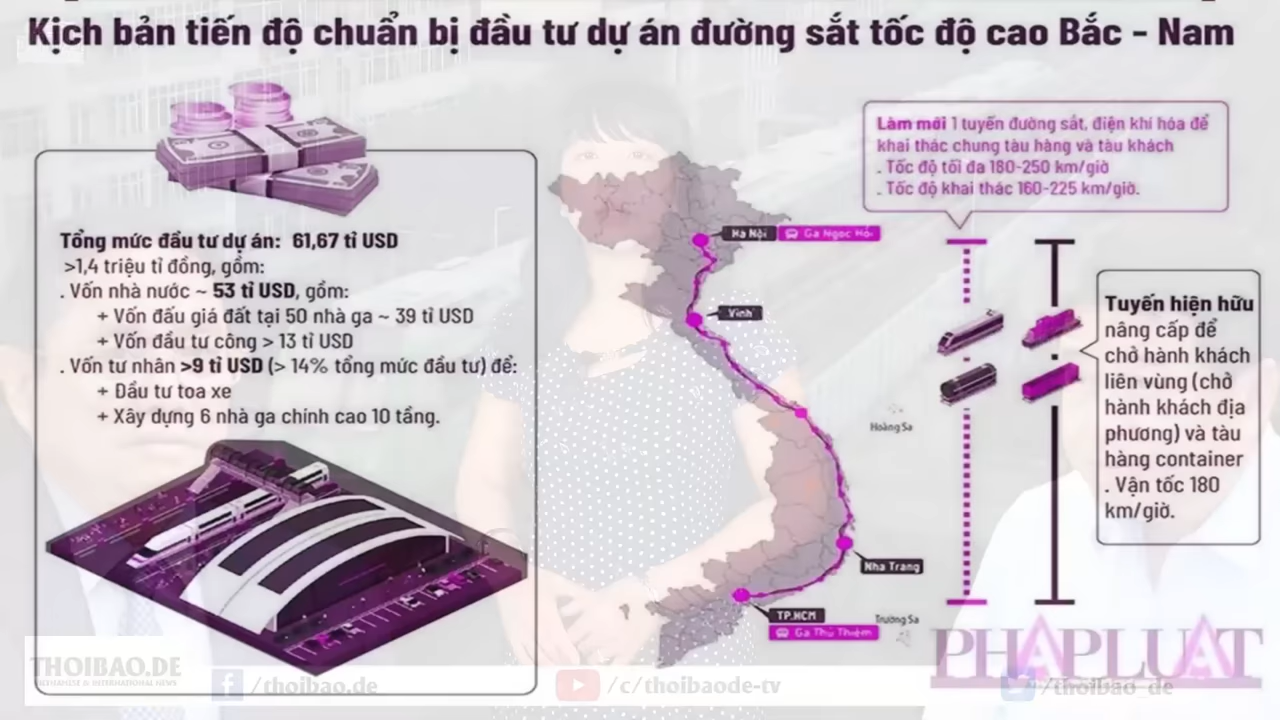 Kịch bản tiến độ chuẩn bị đầu tư dự án đường sắt tốc độ cao Bắc - Nam
Tổng mức đầu tư dự án: 61,67 tỉ USD
>1,4 triệu tỉ đồng, gồm:
. Vốn nhà nước ~ 53 tỉ USD, gồm:
+ Vốn đấu giá đất tại 50 nhà ga ~ 39 tỉ USD
+ Vốn đầu tư công > 13 tỉ USD
. Vốn tư nhân >9 tỉ USD (> 14% tổng mức đầu tư) để:
+ Đầu tư toa xe
+ Xây dựng 6 nhà ga chính cao 10 tầng.
Làm mới 1 tuyến đường sắt, điện khí hóa để
khai thác chung tàu hàng và tàu khách
. Tốc độ tối đa 180-250 km/giờ
. Tốc độ khai thác 160-225 km/giờ.
Hà Nội
Ga Ngọc Hồi
Vinh
Hoàng Sa
Nha Trang
TP.HCM
Ga Thủ Thiêm
Trường Sa
Tuyến hiện hữu
nâng cấp để
chở hành khách
liên vùng (chở
hành khách địa
phương) và tàu
hàng container
. Vận tốc 180
km/giờ.
PHÁPLUẬT
THOIBAO.DE
VIETNAMESE & INTERNATIONAL NEWS
/thoibao.de
/c/thoibaode-tv
/thoibao_de